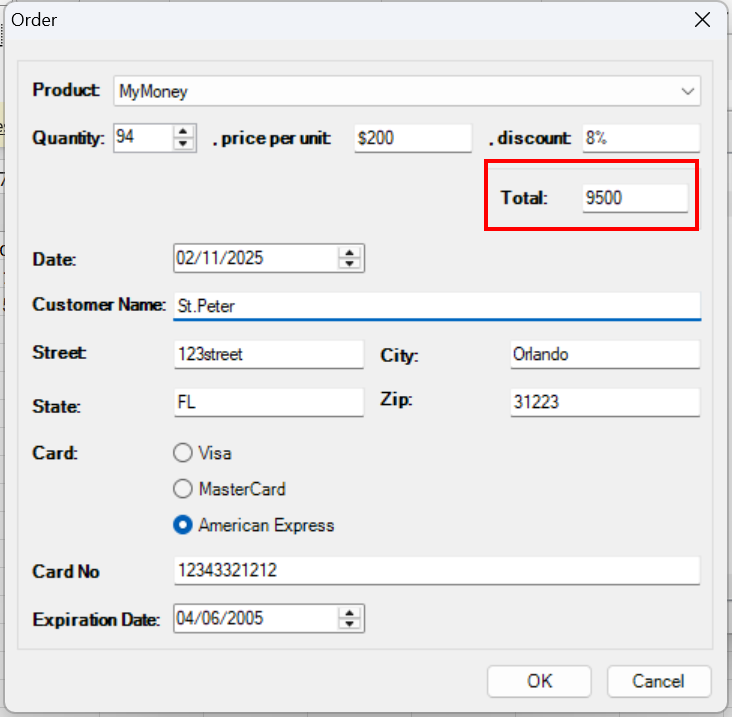 Order
Product: MyMoney
Quantity: 94 , price per unit: $200 , discount: 8%
Total: 9500
Date: 02/11/2025
Customer Name: St.Peter
Street: 123street City: Orlando
State: FL Zip: 31223
Card: Visa
MasterCard
American Express
Card No 12343321212
Expiration Date: 04/06/2005
OK Cancel